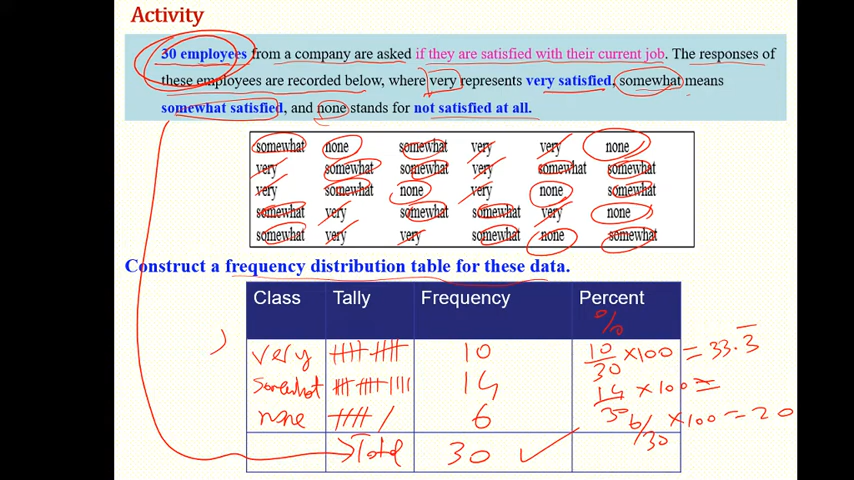 Activity
30 employees from a company are asked if they are satisfied with their current job. The responses of
these employees are recorded below, where very represents very satisfied, somewhat means
somewhat satisfied, and none stands for not satisfied at all.
somewhat none somewhat very very none
very somewhat somewhat very somewhat somewhat
very somewhat none very none somewhat
somewhat very somewhat somewhat very none
somewhat very very somewhat none somewhat
Construct a frequency distribution table for these data.
Class Tally Frequency Percent
%
very 10 10/30 ×100 = 33.3
somewhat 14 14/30 ×100 =
none 6 6/30 ×100 = 20
Total 30